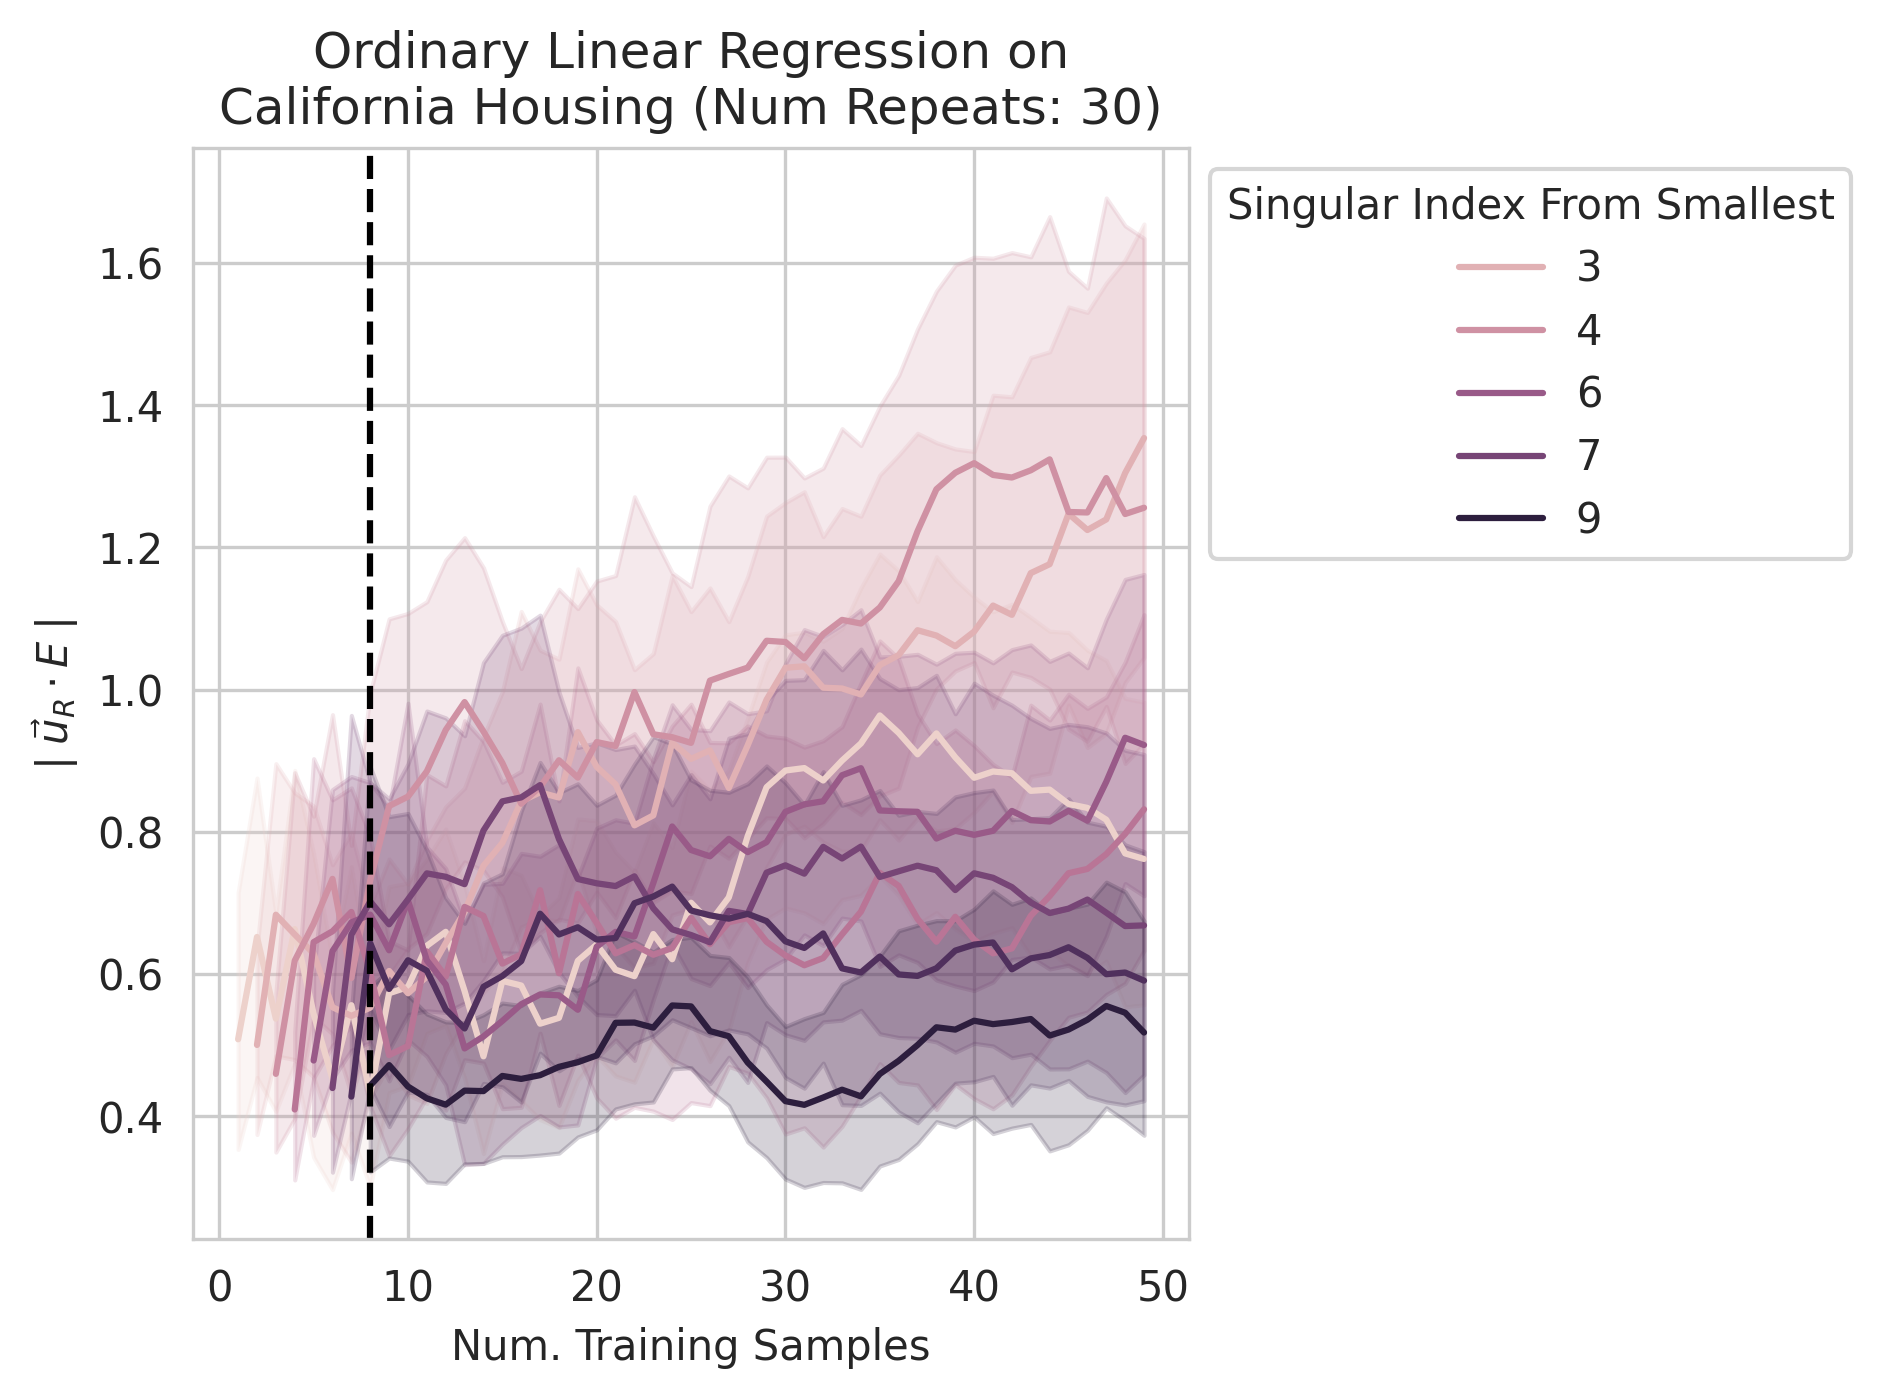 Ordinary Linear Regression on
California Housing (Num Repeats: 30)
| u⃗_R · E |
1.6
1.4
1.2
1.0
0.8
0.6
0.4
0 10 20 30 40 50
Num. Training Samples
Singular Index From Smallest
3
4
6
7
9